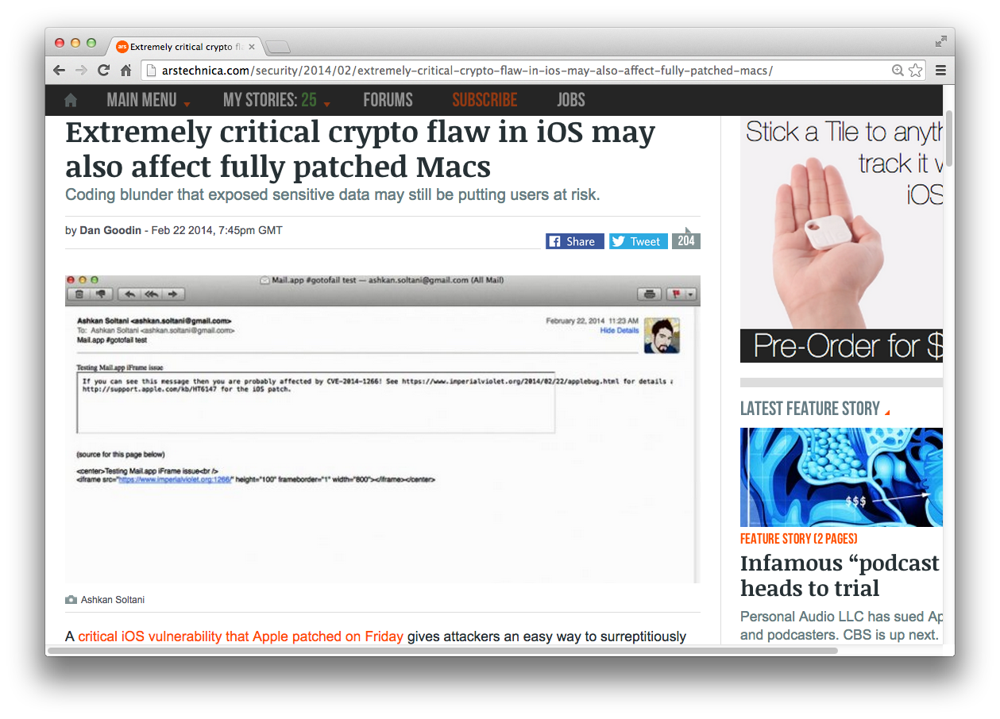 Extremely critical crypto fl
arstechnica.com/security/2014/02/extremely-critical-crypto-flaw-in-ios-may-also-affect-fully-patched-macs/
MAIN MENU MY STORIES: 25 FORUMS SUBSCRIBE JOBS
Extremely critical crypto flaw in iOS may
also affect fully patched Macs
Coding blunder that exposed sensitive data may still be putting users at risk.
by Dan Goodin - Feb 22 2014, 7:45pm GMT
Share Tweet 204
Mail.app #gotofail test — ashkan.soltani@gmail.com (All Mail)
Ashkan Soltani <ashkan.soltani@gmail.com>
To: Ashkan Soltani <ashkan.soltani@gmail.com>
Mail.app #gotofail test
February 22, 2014 11:23 AM
Hide Details
Testing Mail.app iFrame issue
If you can see this message then you are probably affected by CVE-2014-1266! See https://www.imperialviolet.org/2014/02/22/applebug.html for details
http://support.apple.com/kb/HT6147 for the iOS patch.
(source for this page below)
<center>Testing Mail.app iFrame issue<br />
<iframe src="https://www.imperialviolet.org:1266/" height="100" frameborder="1" width="800"></iframe></center>
Ashkan Soltani
A critical iOS vulnerability that Apple patched on Friday gives attackers an easy way to surreptitiously
Stick a Tile to anyth
track it w
iOS
Pre-Order for $
LATEST FEATURE STORY
$$$
FEATURE STORY (2 PAGES)
Infamous “podcast
heads to trial
Personal Audio LLC has sued Ap
and podcasters. CBS is up next.
ars